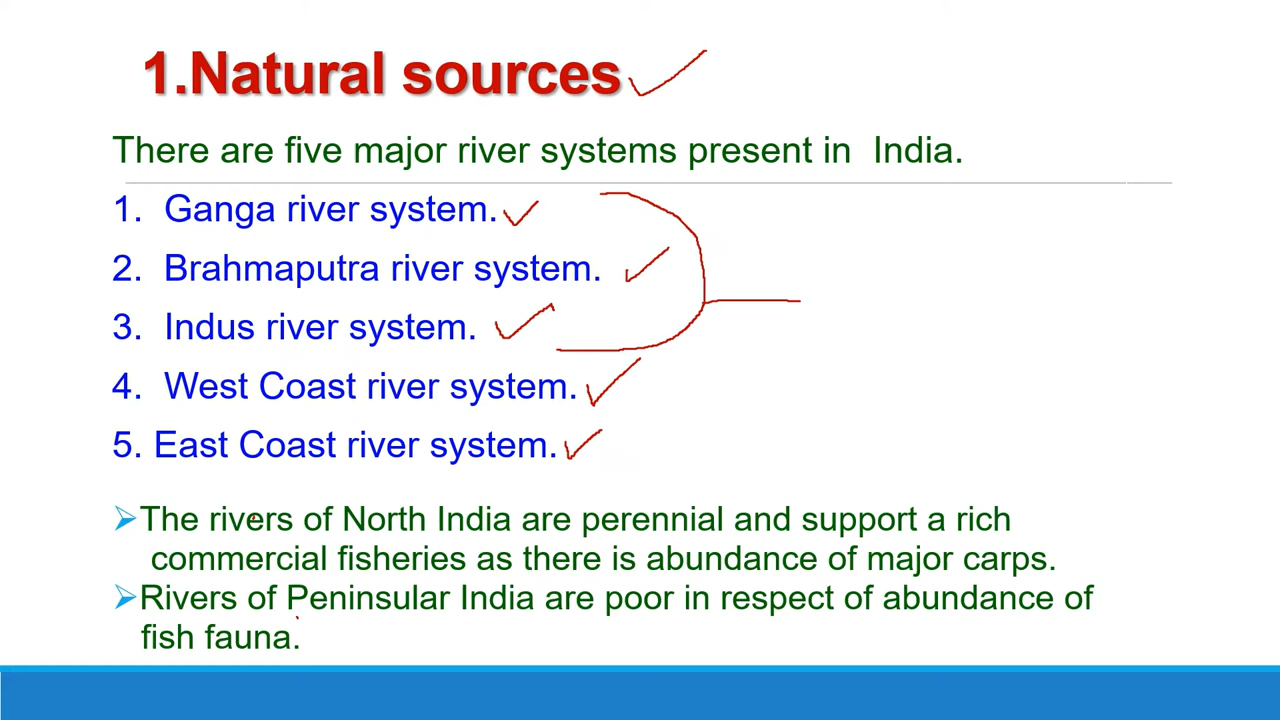 1.Natural sources
There are five major river systems present in India.
1. Ganga river system.
2. Brahmaputra river system.
3. Indus river system.
4. West Coast river system.
5. East Coast river system.
The rivers of North India are perennial and support a rich
commercial fisheries as there is abundance of major carps.
Rivers of Peninsular India are poor in respect of abundance of
fish fauna.